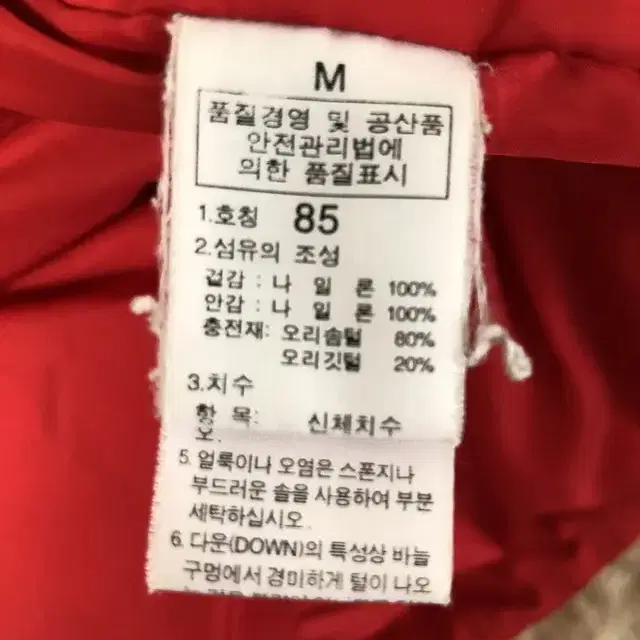 M
품질경영 및 공산품
안전관리법에
의한 품질표시
1.호칭 85
2.섬유의 조성
겉감 : 나 일 론 100%
안감 : 나 일 론 100%
충전재: 오리솜털 80%
오리깃털 20%
3.치수
항 목: 신체치수
오.
5. 얼룩이나 오염은 스폰지나
부드러운 솔을 사용하여 부분
세탁하십시오.
6. 다운(DOWN)의 특성상 바늘
구멍에서 경미하게 털이 나오